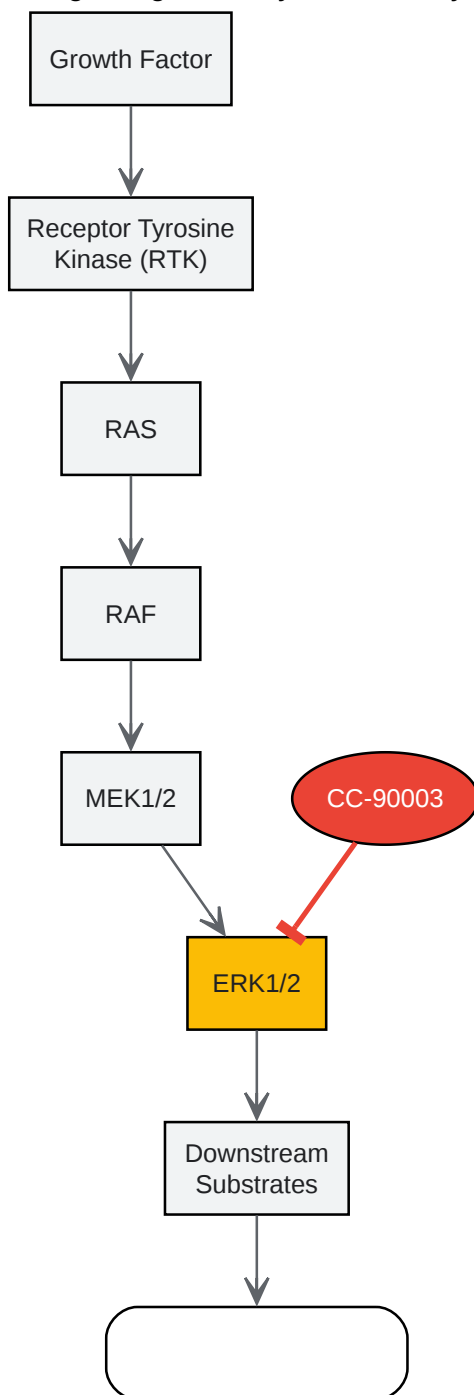 Growth Factor
Receptor Tyrosine
Kinase (RTK)
RAS
RAF
MEK1/2
CC-90003
ERK1/2
Downstream
Substrates